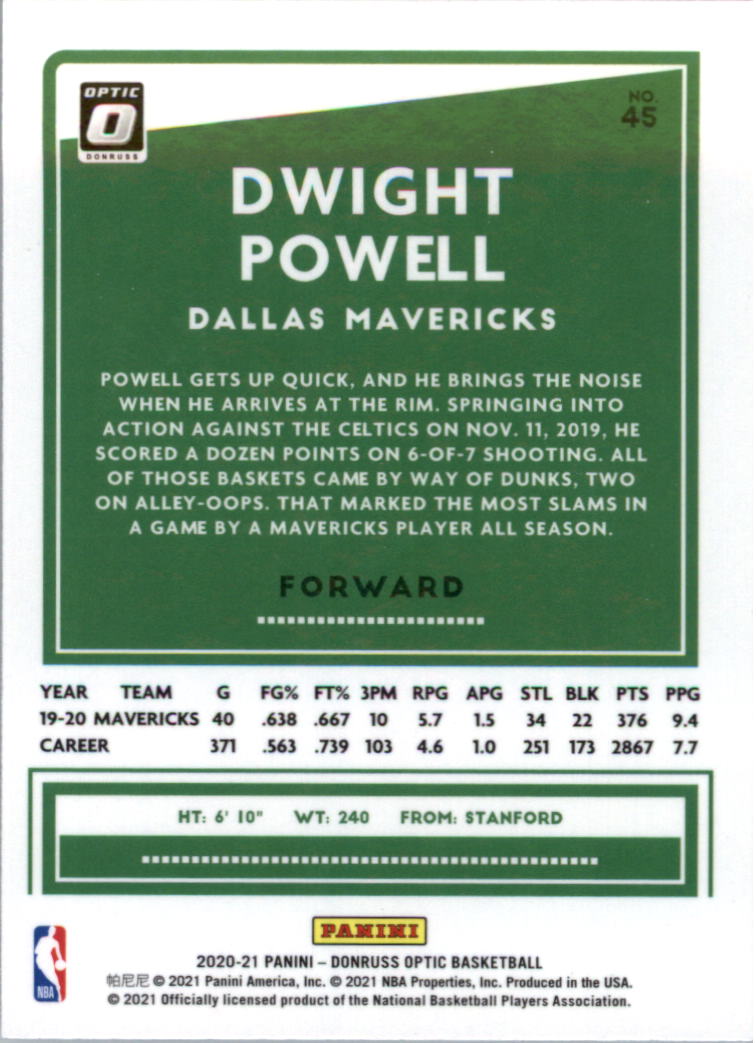 OPTIC
O
DONRUSS
NO.
45
DWIGHT
POWELL
DALLAS MAVERICKS
POWELL GETS UP QUICK, AND HE BRINGS THE NOISE
WHEN HE ARRIVES AT THE RIM. SPRINGING INTO
ACTION AGAINST THE CELTICS ON NOV. 11, 2019, HE
SCORED A DOZEN POINTS ON 6-OF-7 SHOOTING. ALL
OF THOSE BASKETS CAME BY WAY OF DUNKS, TWO
ON ALLEY-OOPS. THAT MARKED THE MOST SLAMS IN
A GAME BY A MAVERICKS PLAYER ALL SEASON.
FORWARD
YEAR TEAM G FG% FT% 3PM RPG APG STL BLK PTS PPG
19-20 MAVERICKS 40 .638 .667 10 5.7 1.5 34 22 376 9.4
CAREER 371 .563 .739 103 4.6 1.0 251 173 2867 7.7
HT: 6' 10" WT: 240 FROM: STANFORD
PANINI
2020-21 PANINI – DONRUSS OPTIC BASKETBALL
帕尼尼 © 2021 Panini America, Inc. © 2021 NBA Properties, Inc. Produced in the USA.
© 2021 Officially licensed product of the National Basketball Players Association.
NBA